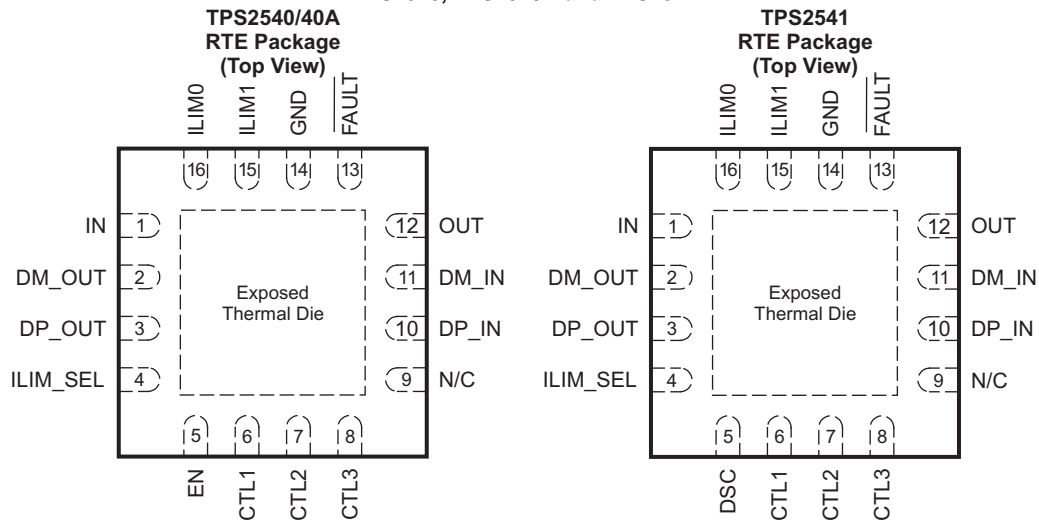 TPS2540/40A
RTE Package
(Top View)
ILIM0
ILIM1
GND
FAULT
16
15
14
13
IN
1
12
OUT
DM_OUT
2
11
DM_IN
DP_OUT
3
10
DP_IN
ILIM_SEL
4
9
N/C
Exposed
Thermal Die
5
6
7
8
EN
CTL1
CTL2
CTL3
TPS2541
RTE Package
(Top View)
ILIM0
ILIM1
GND
FAULT
16
15
14
13
IN
1
12
OUT
DM_OUT
2
11
DM_IN
DP_OUT
3
10
DP_IN
ILIM_SEL
4
9
N/C
Exposed
Thermal Die
5
6
7
8
DSC
CTL1
CTL2
CTL3